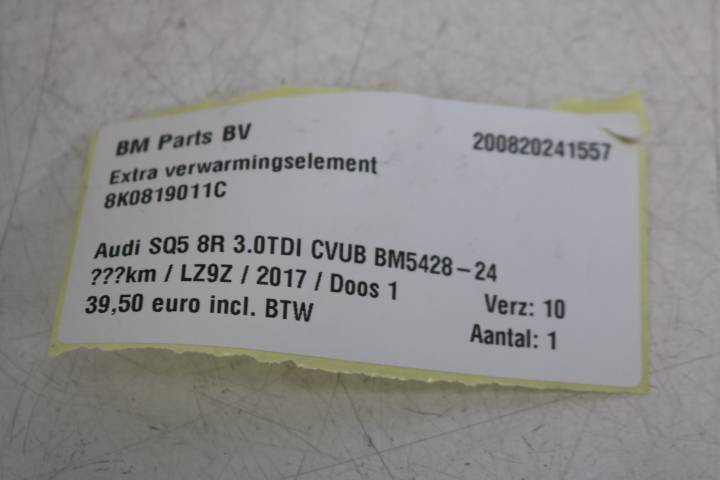 BM Parts BV 200820241557
Extra verwarmingselement
8K0819011C
Audi SQ5 8R 3.0TDI CVUB BM5428-24
???km / LZ9Z / 2017 / Doos 1 Verz: 10
39,50 euro incl. BTW Aantal: 1